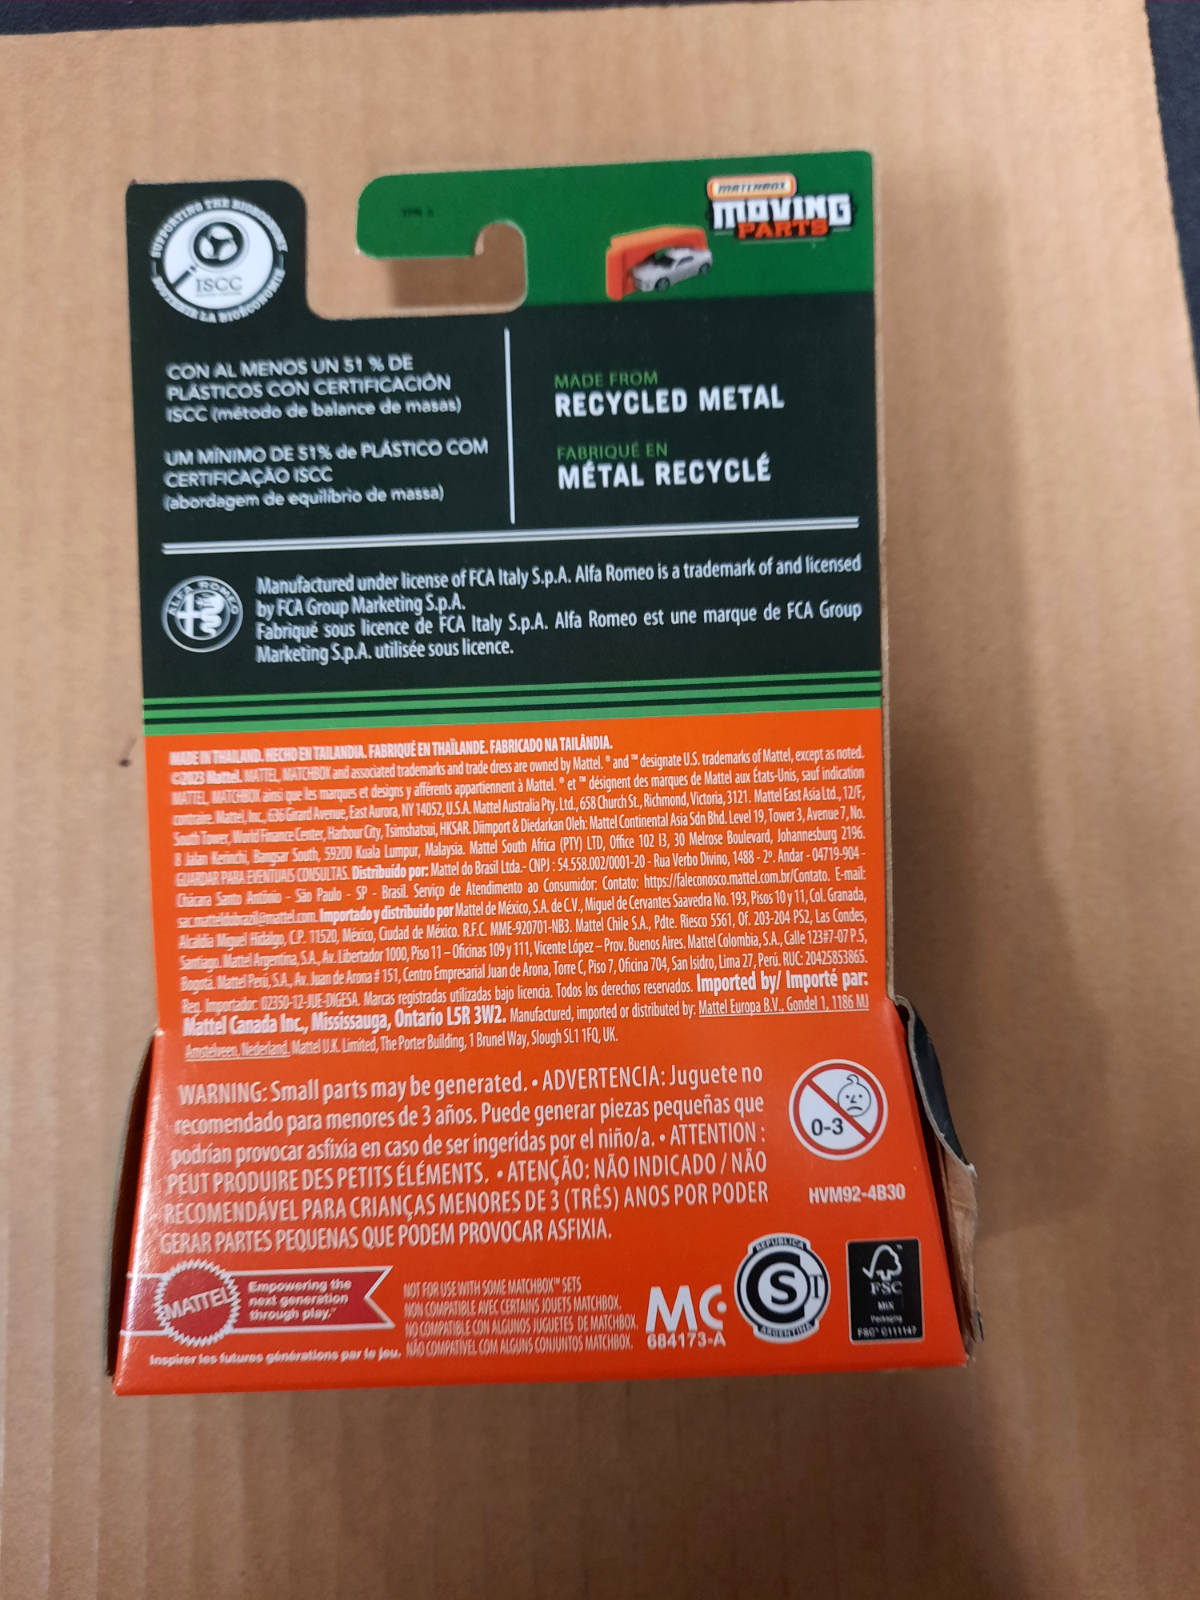 SUPPORTING THE BIOECONOMY
ISCC
SOUTENIR LA BIOÉCONOMIE
MATCHBOX
MOVING
PARTS
CON AL MENOS UN 51 % DE
PLÁSTICOS CON CERTIFICACIÓN
ISCC (método de balance de masas)
UM MÍNIMO DE 51% de PLÁSTICO COM
CERTIFICAÇÃO ISCC
(abordagem de equilíbrio de massa)
MADE FROM
RECYCLED METAL
FABRIQUÉ EN
MÉTAL RECYCLÉ
ALFA ROMEO
Manufactured under license of FCA Italy S.p.A. Alfa Romeo is a trademark of and licensed
by FCA Group Marketing S.p.A.
Fabriqué sous licence de FCA Italy S.p.A. Alfa Romeo est une marque de FCA Group
Marketing S.p.A. utilisée sous licence.
MADE IN THAILAND. HECHO EN TAILANDIA. FABRIQUÉ EN THAÏLANDE. FABRICADO NA TAILÂNDIA.
©2023 Mattel. MATTEL, MATCHBOX and associated trademarks and trade dress are owned by Mattel. ® and ™ designate U.S. trademarks of Mattel, except as noted.
MATTEL, MATCHBOX ainsi que les marques et designs y afférents appartiennent à Mattel. ® et ™ désignent des marques de Mattel aux États-Unis, sauf indication
contraire. Mattel, Inc., 636 Girard Avenue, East Aurora, NY 14052, U.S.A. Mattel Australia Pty. Ltd., 658 Church St., Richmond, Victoria, 3121. Mattel East Asia Ltd., 12/F,
South Tower, World Finance Center, Harbour City, Tsimshatsui, HKSAR. Diimport & Diedarkan Oleh: Mattel Continental Asia Sdn Bhd. Level 19, Tower 3, Avenue 7, No.
8 Jalan Kerinchi, Bangsar South, 59200 Kuala Lumpur, Malaysia. Mattel South Africa (PTY) LTD, Office 102 I3, 30 Melrose Boulevard, Johannesburg 2196.
GUARDAR PARA EVENTUAIS CONSULTAS. Distribuído por: Mattel do Brasil Ltda.- CNPJ : 54.558.002/0001-20 - Rua Verbo Divino, 1488 - 2º. Andar - 04719-904 -
Chácara Santo Antônio - São Paulo - SP - Brasil. Serviço de Atendimento ao Consumidor: Contato: https://faleconosco.mattel.com.br/Contato. E-mail:
sac.matteldobrazil@mattel.com. Importado y distribuido por Mattel de México, S.A. de C.V., Miguel de Cervantes Saavedra No. 193, Pisos 10 y 11, Col. Granada,
Alcaldía Miguel Hidalgo, C.P. 11520, México, Ciudad de México. R.F.C. MME-920701-NB3. Mattel Chile S.A., Pdte. Riesco 5561, Of. 203-204 PS2, Las Condes,
Santiago. Mattel Argentina, S.A., Av. Libertador 1000, Piso 11 – Oficinas 109 y 111, Vicente López – Prov. Buenos Aires. Mattel Colombia, S.A., Calle 123#7-07 P.5,
Bogotá. Mattel Perú, S.A., Av. Juan de Arona # 151, Centro Empresarial Juan de Arona, Torre C, Piso 7, Oficina 704, San Isidro, Lima 27, Perú. RUC: 20425853865.
Reg. Importador: 02350-12-JUE-DIGESA. Marcas registradas utilizadas bajo licencia. Todos los derechos reservados. Imported by/ Importé par:
Mattel Canada Inc., Mississauga, Ontario L5R 3W2. Manufactured, imported or distributed by: Mattel Europa B.V., Gondel 1, 1186 MJ
Amstelveen, Nederland. Mattel U.K. Limited, The Porter Building, 1 Brunel Way, Slough SL1 1FQ, UK.
WARNING: Small parts may be generated. • ADVERTENCIA: Juguete no
recomendado para menores de 3 años. Puede generar piezas pequeñas que
podrían provocar asfixia en caso de ser ingeridas por el niño/a. • ATTENTION :
PEUT PRODUIRE DES PETITS ÉLÉMENTS. • ATENÇÃO: NÃO INDICADO / NÃO
RECOMENDÁVEL PARA CRIANÇAS MENORES DE 3 (TRÊS) ANOS POR PODER
GERAR PARTES PEQUENAS QUE PODEM PROVOCAR ASFIXIA.
0-3
HVM92-4B30
MATTEL
Empowering the
next generation
through play.™
Inspirer les futures générations par le jeu.
NOT FOR USE WITH SOME MATCHBOX™ SETS
NON COMPATIBLE AVEC CERTAINS JOUETS MATCHBOX.
NO COMPATIBLE CON ALGUNOS JUGUETES DE MATCHBOX.
NÃO COMPATÍVEL COM ALGUNS CONJUNTOS MATCHBOX.
MC
684173-A
REPUBLICA
S T
ARGENTINA
FSC
MIX
Packaging
FSC® C111147